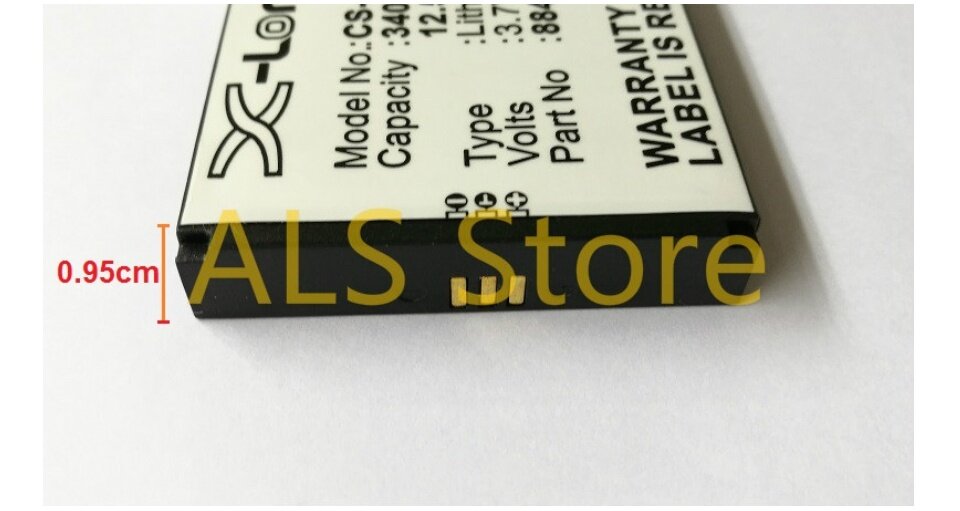 X-Lon
Model No.:CS-
Capacity :340
12.
Type :Lith
Volts :3.7
Part No :884
WARRANTY
LABEL IS RE
0.95cm
ALS Store